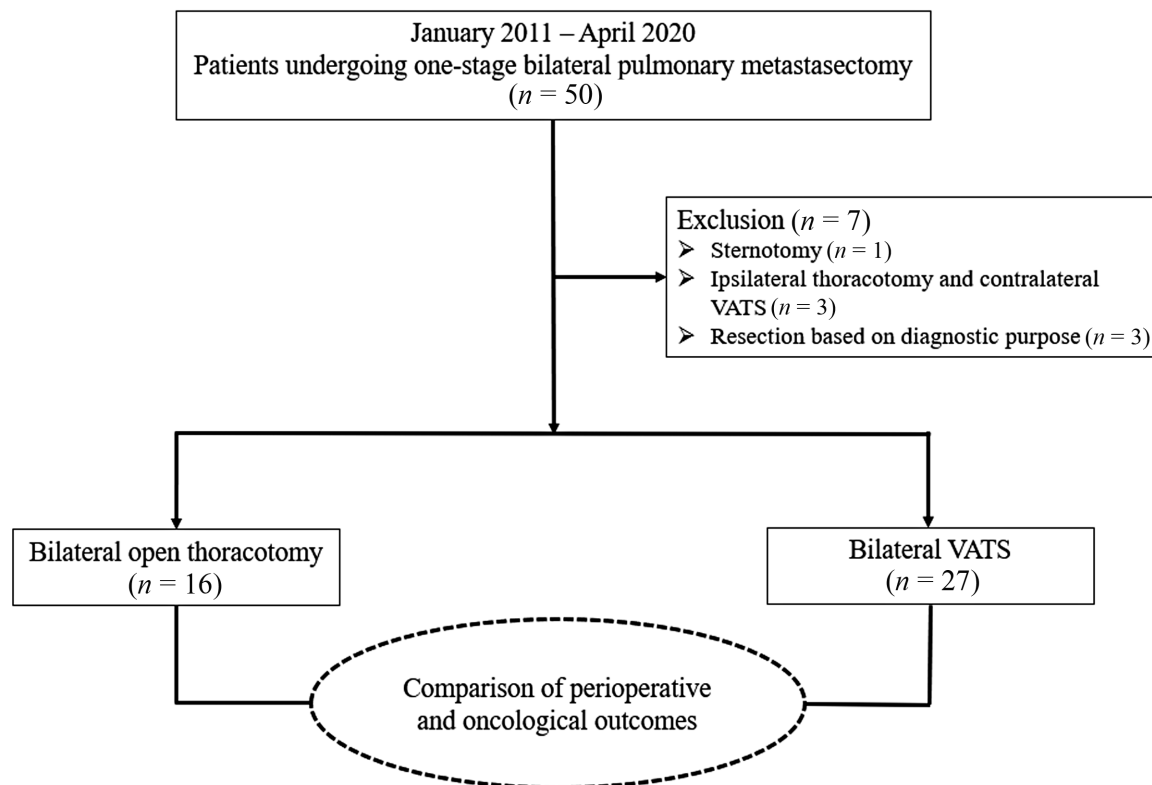 January 2011 – April 2020
Patients undergoing one-stage bilateral pulmonary metastasectomy
(n = 50)
Exclusion (n = 7)
➢ Sternotomy (n = 1)
➢ Ipsilateral thoracotomy and contralateral
VATS (n = 3)
➢ Resection based on diagnostic purpose (n = 3)
Bilateral open thoracotomy
(n = 16)
Bilateral VATS
(n = 27)
Comparison of perioperative
and oncological outcomes